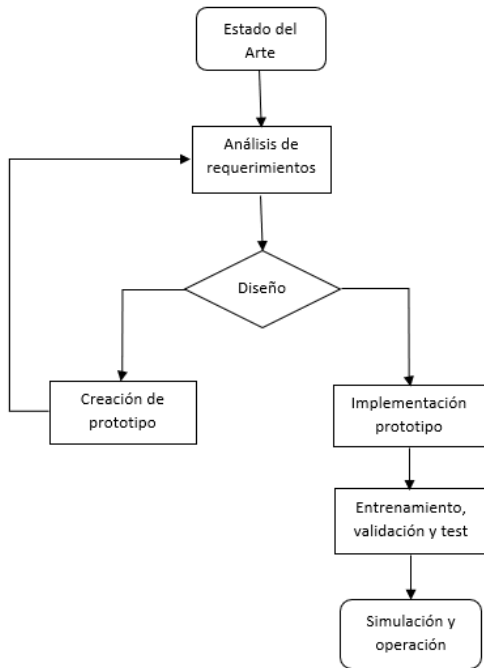 Estado del
Arte
Análisis de
requerimientos
Diseño
Creación de
prototipo
Implementación
prototipo
Entrenamiento,
validación y test
Simulación y
operación